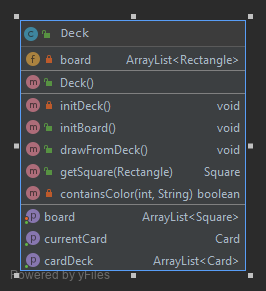 Deck
board ArrayList<Rectangle>
Deck()
initDeck() void
initBoard() void
drawFromDeck() void
getSquare(Rectangle) Square
containsColor(int, String) boolean
board ArrayList<Square>
currentCard Card
cardDeck ArrayList<Card>
Powered by yFiles